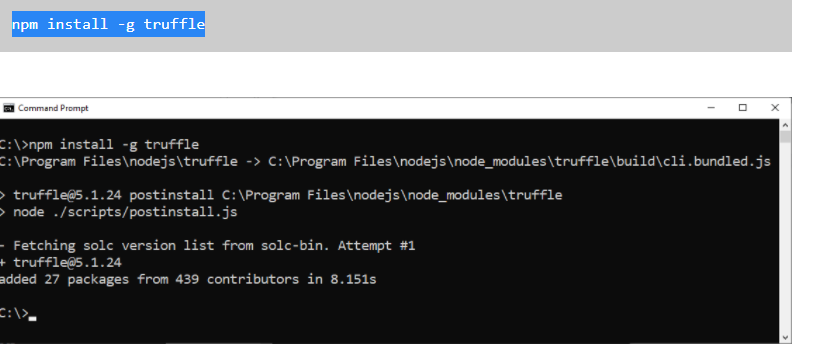 npm install -g truffle
Command Prompt
C:\>npm install -g truffle
C:\Program Files\nodejs\truffle -> C:\Program Files\nodejs\node_modules\truffle\build\cli.bundled.js
> truffle@5.1.24 postinstall C:\Program Files\nodejs\node_modules\truffle
> node ./scripts/postinstall.js
- Fetching solc version list from solc-bin. Attempt #1
+ truffle@5.1.24
added 27 packages from 439 contributors in 8.151s
C:\>_